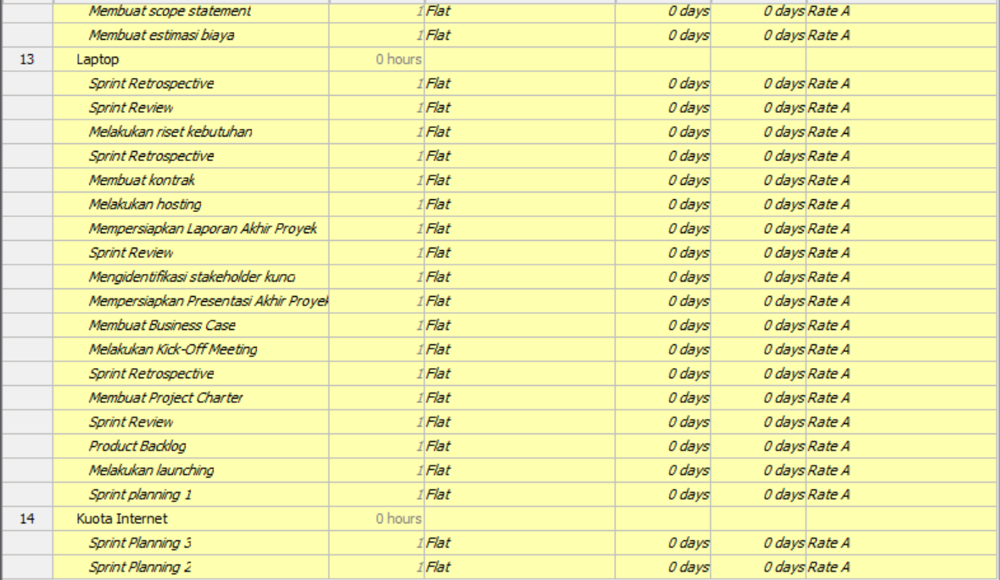 Membuat scope statement 1 Flat 0 days 0 days Rate A
Membuat estimasi biaya 1 Flat 0 days 0 days Rate A
13 Laptop 0 hours
Sprint Retrospective 1 Flat 0 days 0 days Rate A
Sprint Review 1 Flat 0 days 0 days Rate A
Melakukan riset kebutuhan 1 Flat 0 days 0 days Rate A
Sprint Retrospective 1 Flat 0 days 0 days Rate A
Membuat kontrak 1 Flat 0 days 0 days Rate A
Melakukan hosting 1 Flat 0 days 0 days Rate A
Mempersiapkan Laporan Akhir Proyek 1 Flat 0 days 0 days Rate A
Sprint Review 1 Flat 0 days 0 days Rate A
Mengidentifikasi stakeholder kunci 1 Flat 0 days 0 days Rate A
Mempersiapkan Presentasi Akhir Proyek 1 Flat 0 days 0 days Rate A
Membuat Business Case 1 Flat 0 days 0 days Rate A
Melakukan Kick-Off Meeting 1 Flat 0 days 0 days Rate A
Sprint Retrospective 1 Flat 0 days 0 days Rate A
Membuat Project Charter 1 Flat 0 days 0 days Rate A
Sprint Review 1 Flat 0 days 0 days Rate A
Product Backlog 1 Flat 0 days 0 days Rate A
Melakukan launching 1 Flat 0 days 0 days Rate A
Sprint planning 1 1 Flat 0 days 0 days Rate A
14 Kuota Internet 0 hours
Sprint Planning 3 1 Flat 0 days 0 days Rate A
Sprint Planning 2 1 Flat 0 days 0 days Rate A